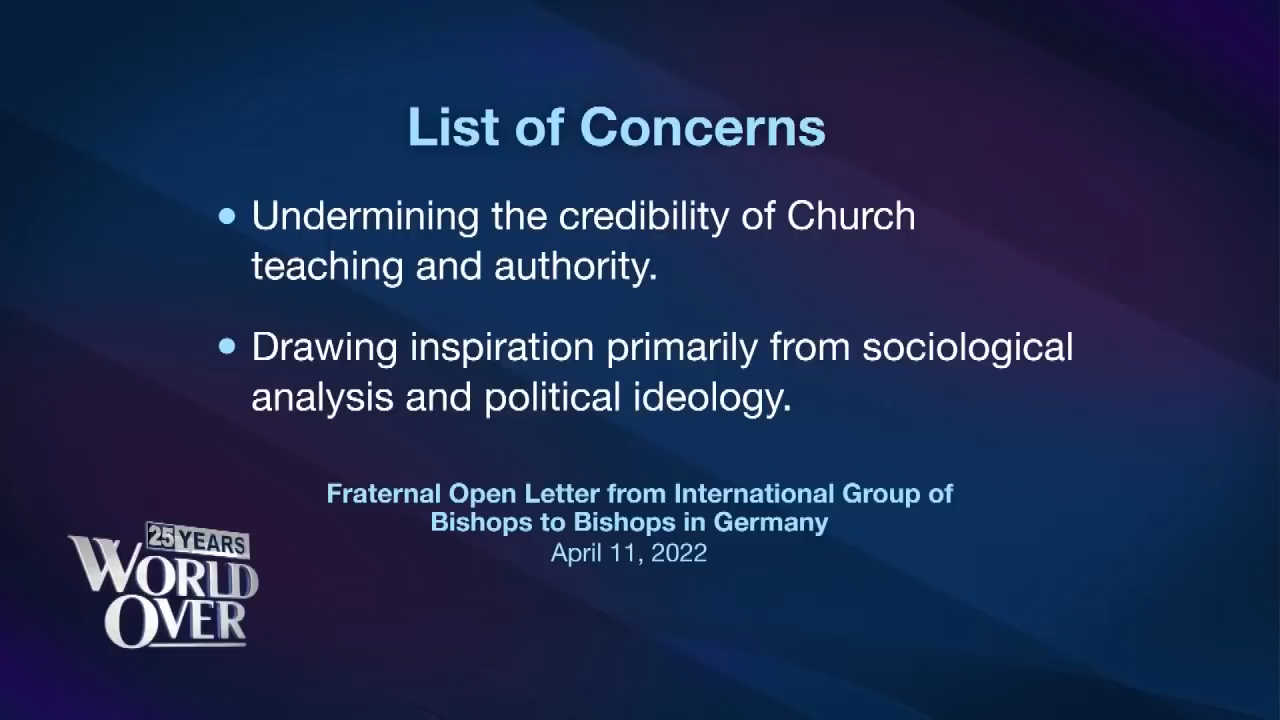 List of Concerns
• Undermining the credibility of Church
teaching and authority.
• Drawing inspiration primarily from sociological
analysis and political ideology.
Fraternal Open Letter from International Group of
Bishops to Bishops in Germany
April 11, 2022
25 YEARS
WORLD
OVER